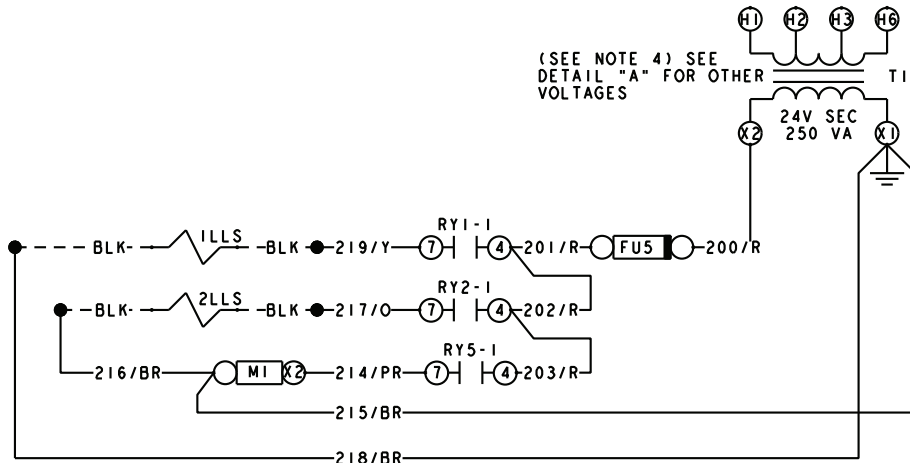 H1 H2 H3 H6
(SEE NOTE 4) SEE
DETAIL "A" FOR OTHER T1
VOLTAGES
24V SEC
X2 250 VA X1
RY1-1
BLK 1LLS BLK 219/Y 7 4 201/R FU5 200/R
RY2-1
BLK 2LLS BLK 217/O 7 4 202/R
RY5-1
216/BR M1 X2 214/PR 7 4 203/R
215/BR
218/BR